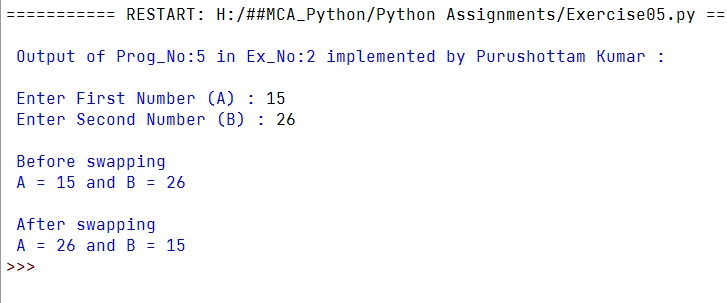 =========== RESTART: H:/##MCA_Python/Python Assignments/Exercise05.py ==
Output of Prog_No:5 in Ex_No:2 implemented by Purushottam Kumar :
Enter First Number (A) : 15
Enter Second Number (B) : 26
Before swapping
A = 15 and B = 26
After swapping
A = 26 and B = 15
>>>